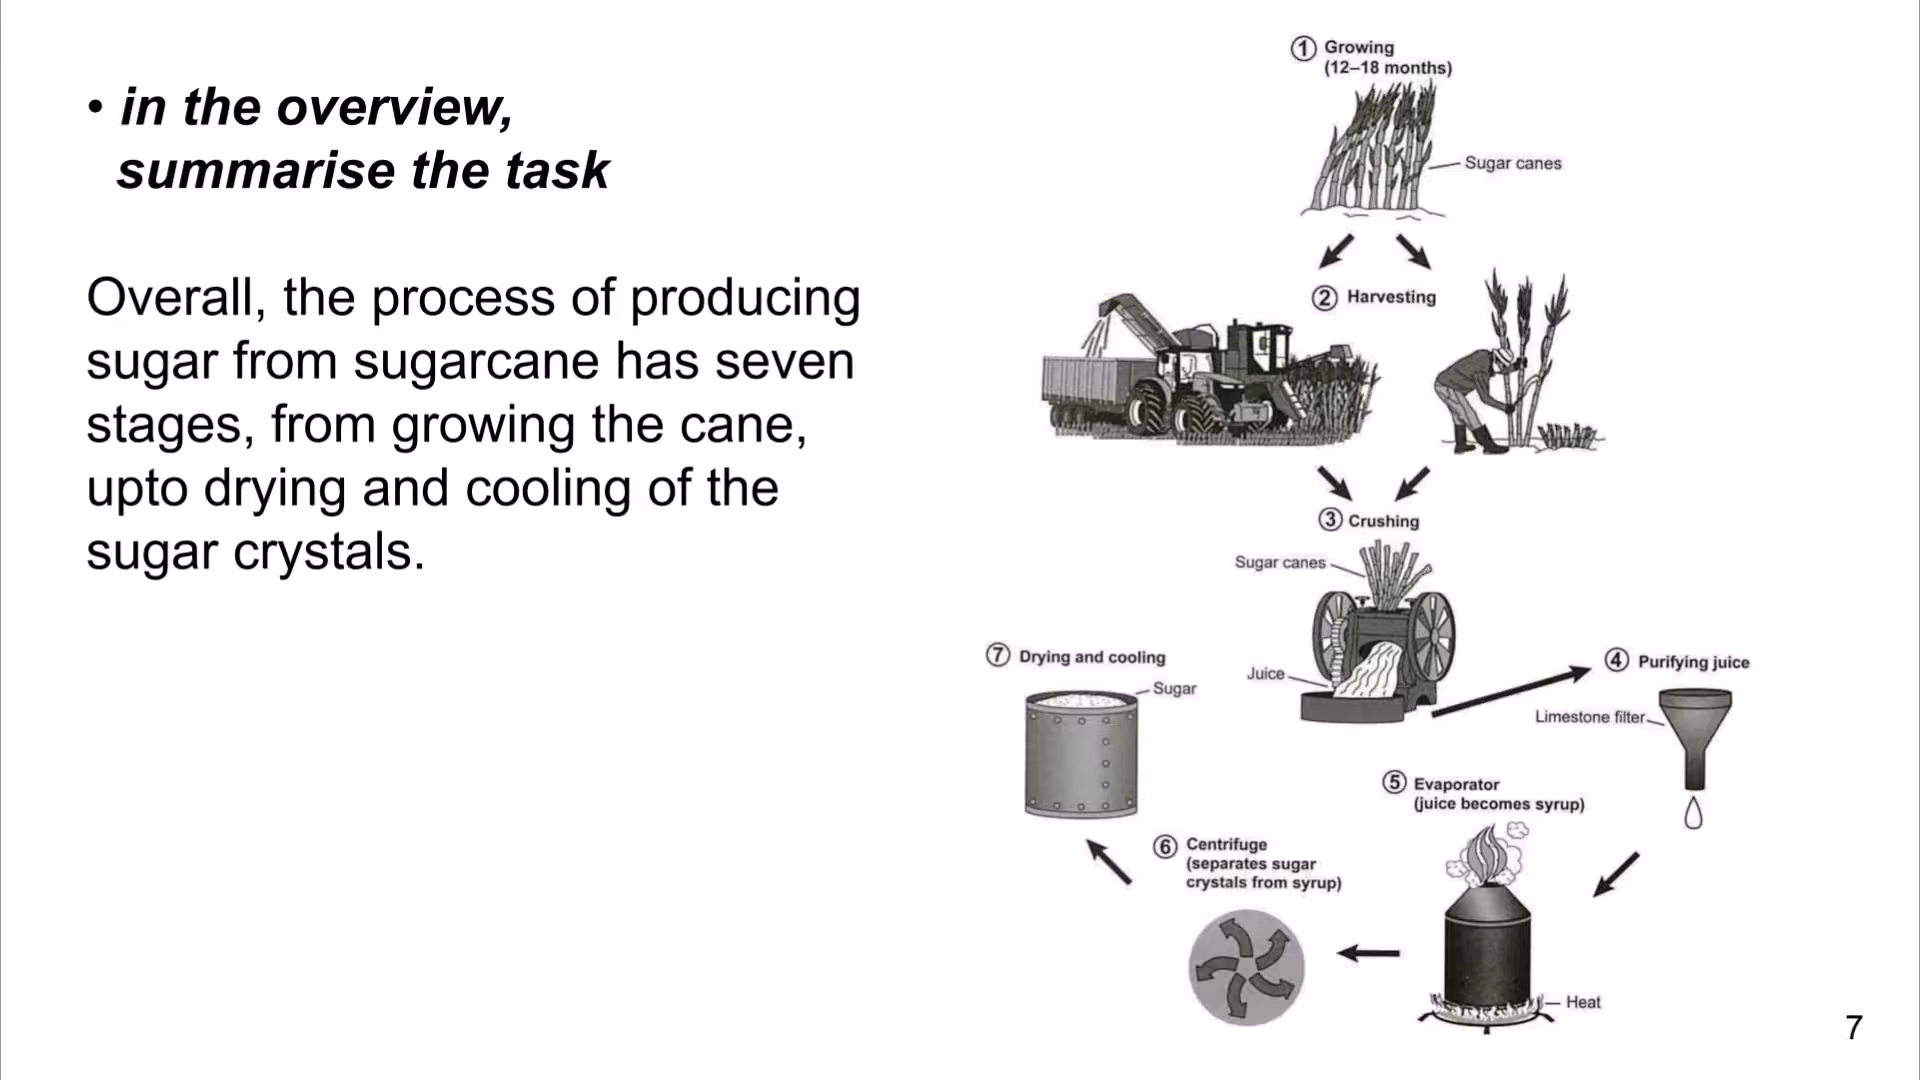 • in the overview,
summarise the task
Overall, the process of producing
sugar from sugarcane has seven
stages, from growing the cane,
upto drying and cooling of the
sugar crystals.
① Growing
(12–18 months)
Sugar canes
② Harvesting
③ Crushing
Sugar canes
Juice
④ Purifying juice
Limestone filter
⑤ Evaporator
(juice becomes syrup)
Heat
⑥ Centrifuge
(separates sugar
crystals from syrup)
⑦ Drying and cooling
Sugar
7